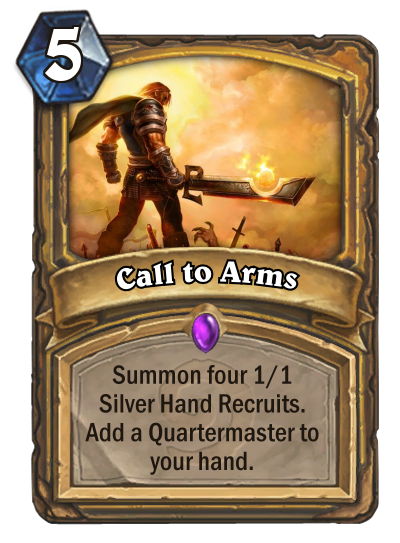 5
Call to Arms
Summon four 1/1
Silver Hand Recruits.
Add a Quartermaster to
your hand.